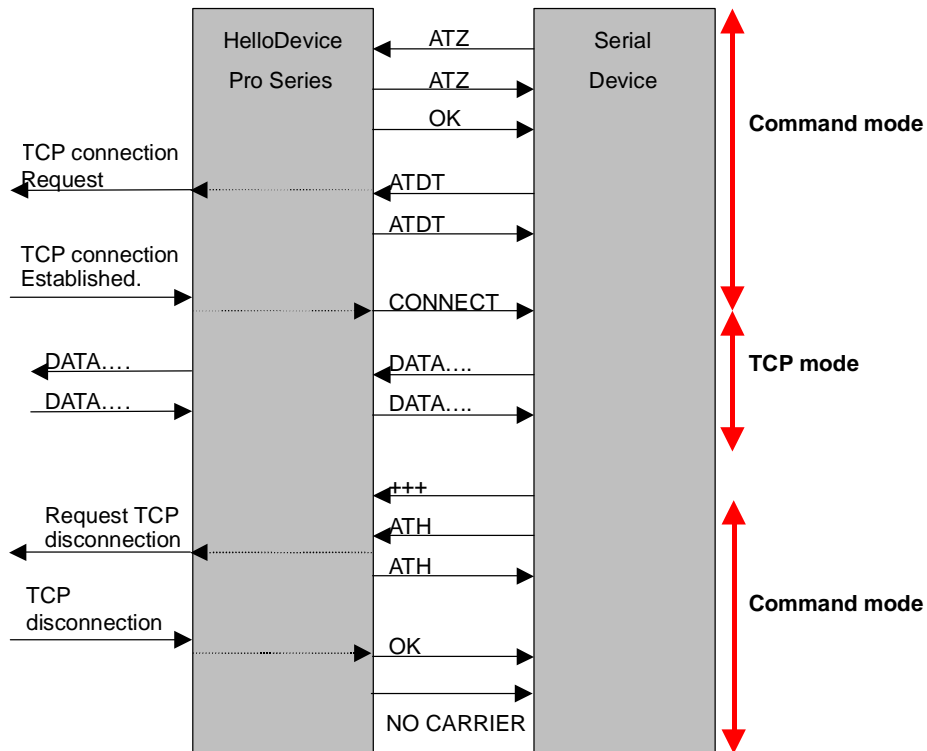 HelloDevice
Pro Series
ATZ
Serial
Device
ATZ
OK
Command mode
TCP connection
Request
ATDT
ATDT
TCP connection
Established.
CONNECT
DATA....
DATA....
TCP mode
DATA....
DATA....
+++
Request TCP
disconnection
ATH
ATH
TCP
disconnection
Command mode
OK
NO CARRIER